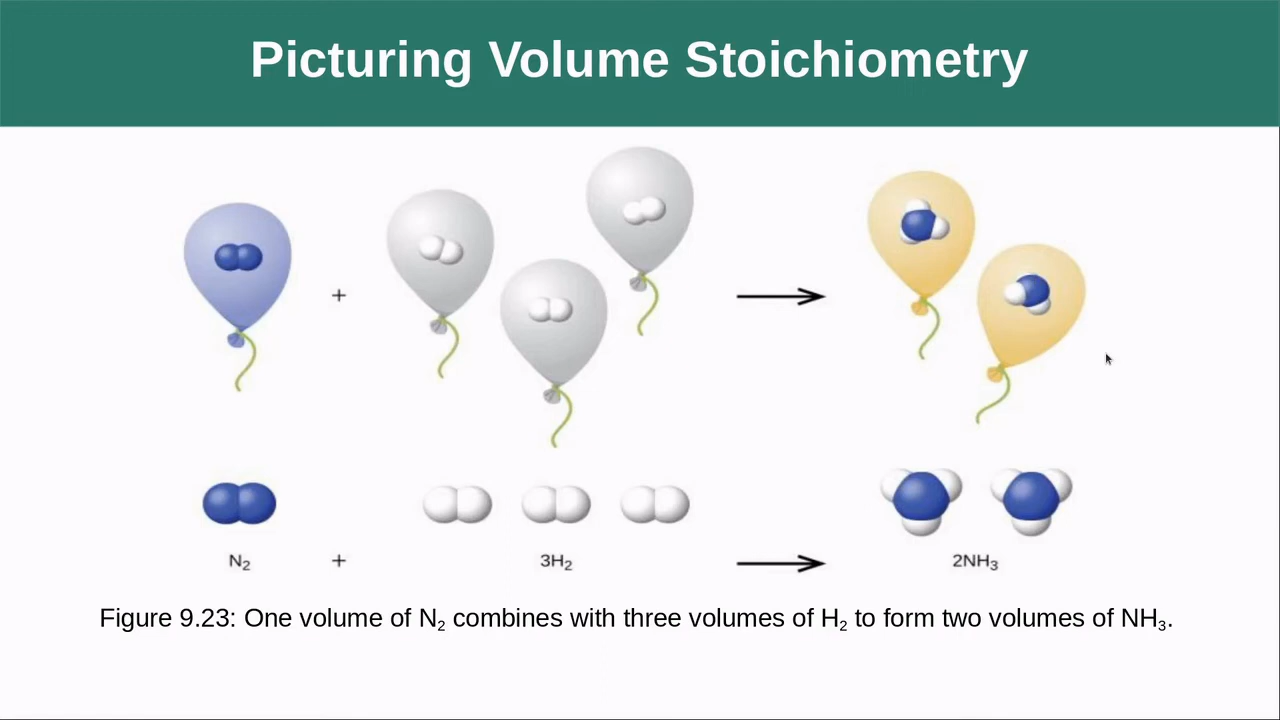 Picturing Volume Stoichiometry
+
N₂ + 3H₂ 2NH₃
Figure 9.23: One volume of N₂ combines with three volumes of H₂ to form two volumes of NH₃.